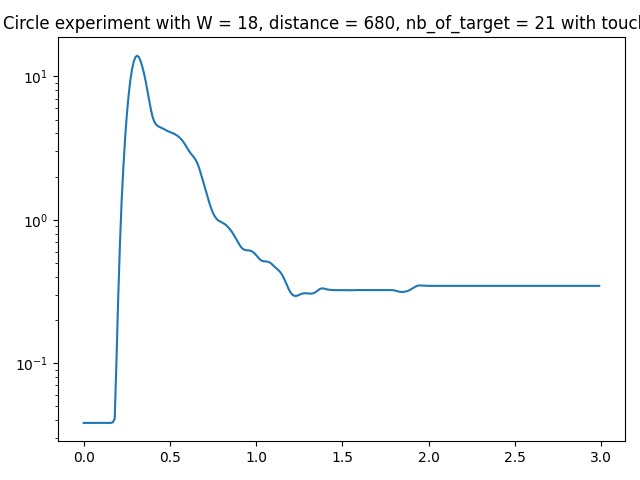 Circle experiment with W = 18, distance = 680, nb_of_target = 21 with touc
10¹
10⁰
10⁻¹
0.0 0.5 1.0 1.5 2.0 2.5 3.0